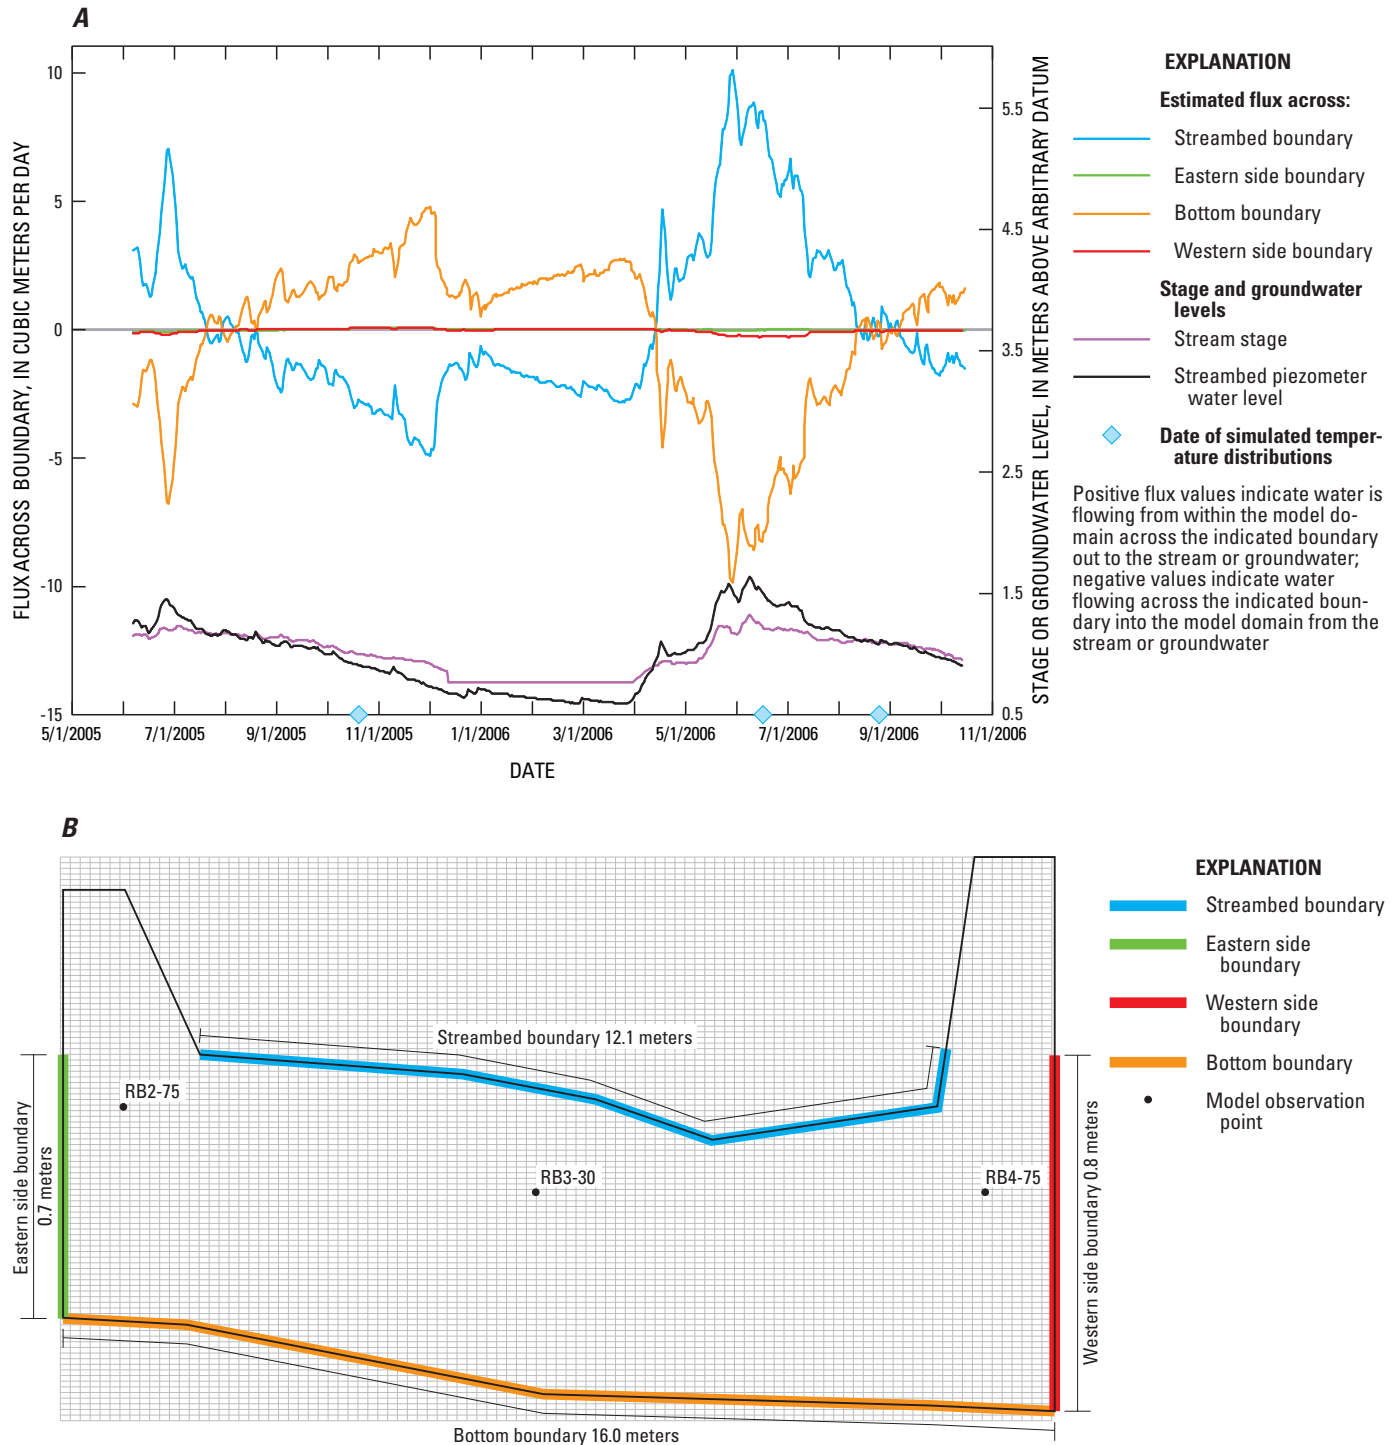 A
FLUX ACROSS BOUNDARY, IN CUBIC METERS PER DAY
10
5
0
-5
-10
-15
STAGE OR GROUNDWATER LEVEL, IN METERS ABOVE ARBITRARY DATUM
5.5
4.5
3.5
2.5
1.5
0.5
5/1/2005
7/1/2005
9/1/2005
11/1/2005
1/1/2006
3/1/2006
5/1/2006
7/1/2006
9/1/2006
11/1/2006
DATE
EXPLANATION
Estimated flux across:
Streambed boundary
Eastern side boundary
Bottom boundary
Western side boundary
Stage and groundwater
levels
Stream stage
Streambed piezometer
water level
Date of simulated temper-
ature distributions
Positive flux values indicate water is
flowing from within the model do-
main across the indicated boundary
out to the stream or groundwater;
negative values indicate water
flowing across the indicated boun-
dary into the model domain from the
stream or groundwater
B
Streambed boundary 12.1 meters
RB2-75
RB3-30
RB4-75
Eastern side boundary
0.7 meters
Western side boundary 0.8 meters
Bottom boundary 16.0 meters
EXPLANATION
Streambed boundary
Eastern side
boundary
Western side
boundary
Bottom boundary
Model observation
point